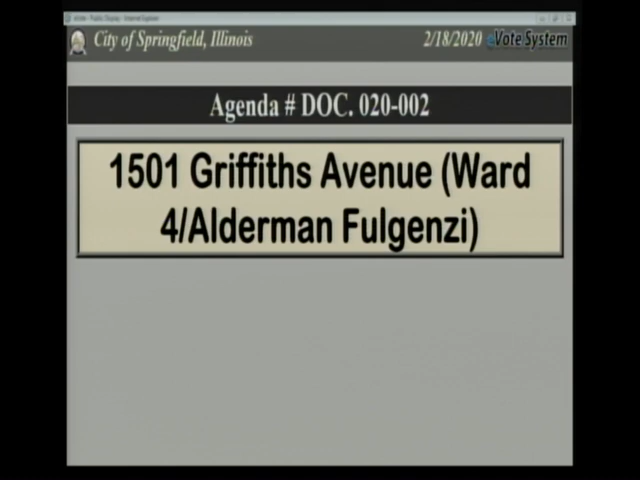 City of Springfield, Illinois
2/18/2020 eVote System
Agenda # DOC. 020-002
1501 Griffiths Avenue (Ward
4/Alderman Fulgenzi)